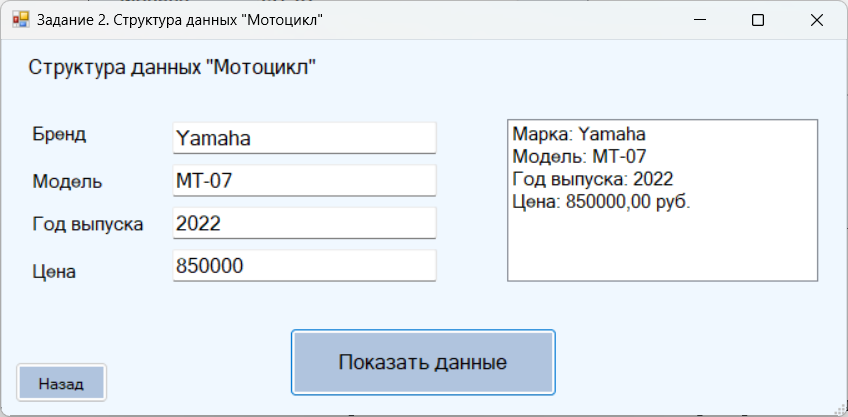 Задание 2. Структура данных "Мотоцикл"
Структура данных "Мотоцикл"
Бренд
Yamaha
Модель
MT-07
Год выпуска
2022
Цена
850000
Марка: Yamaha
Модель: MT-07
Год выпуска: 2022
Цена: 850000,00 руб.
Показать данные
Назад